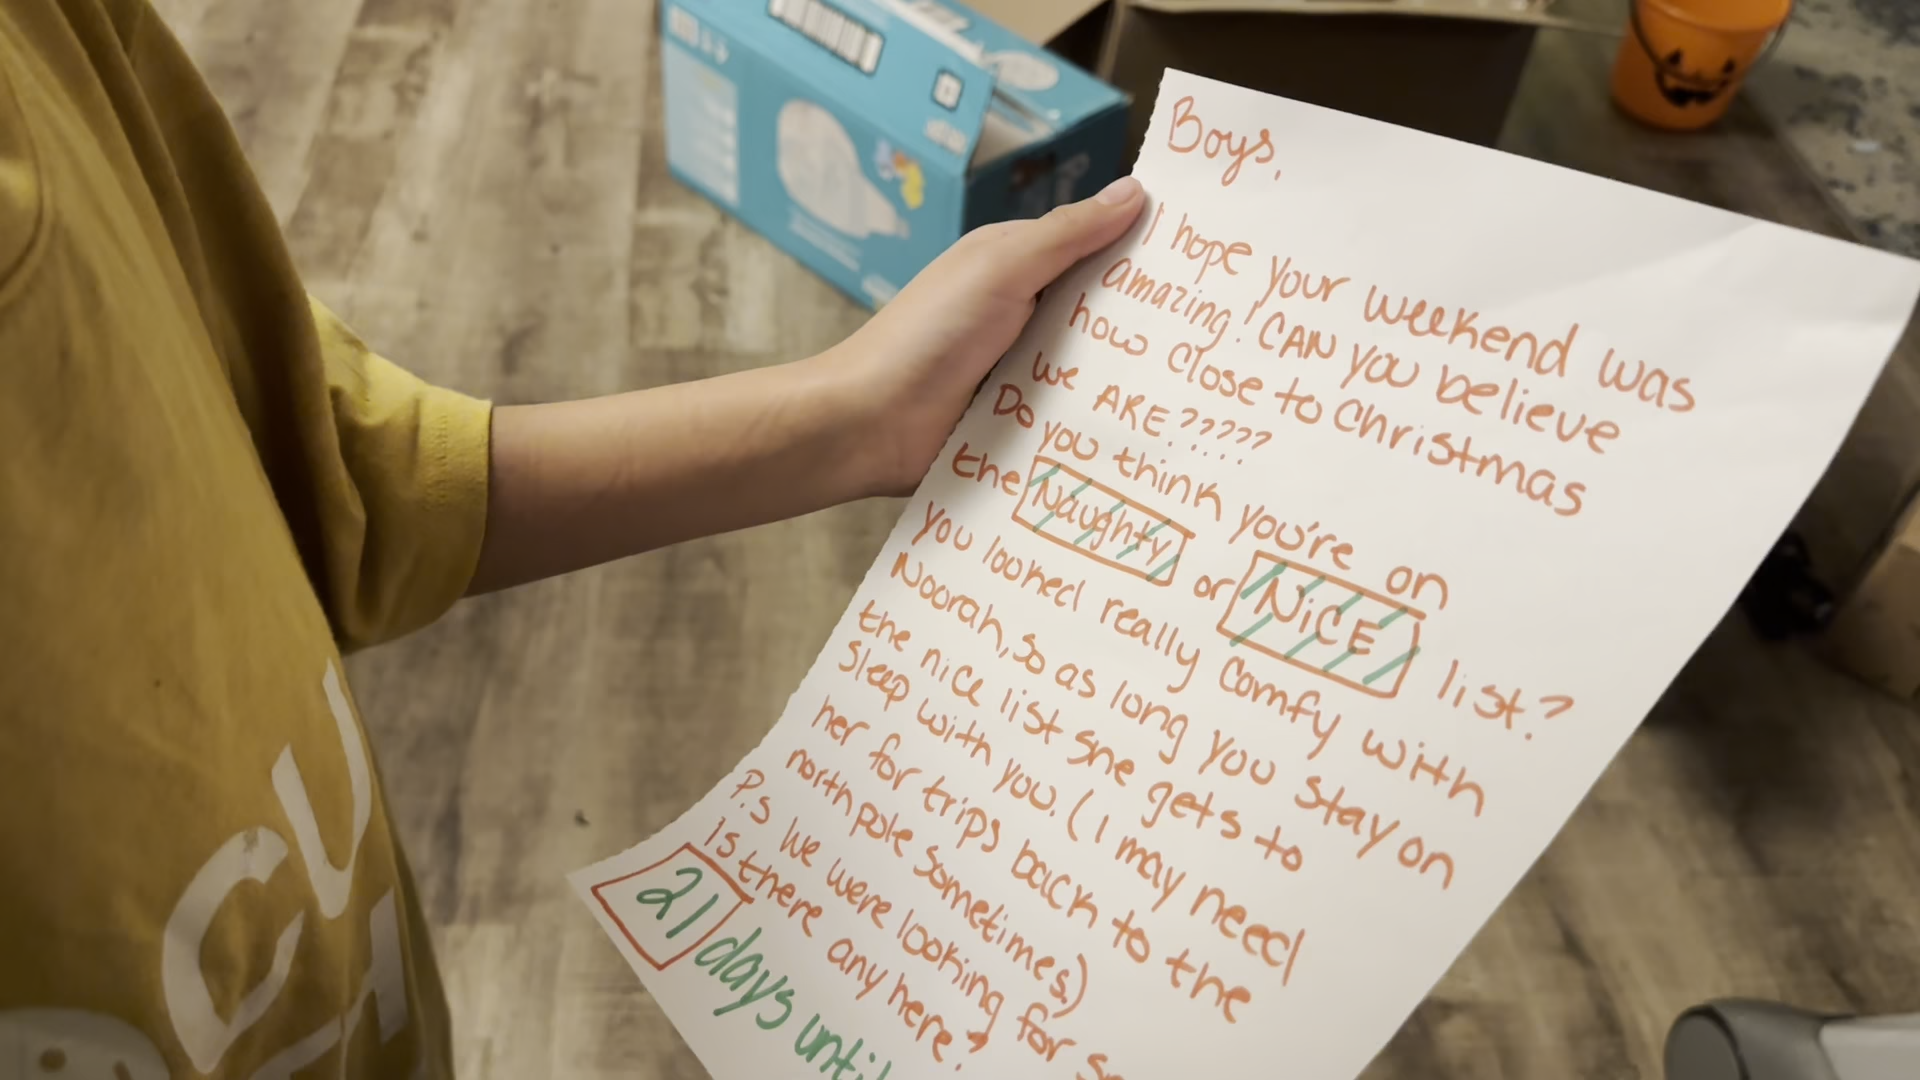 Boys,
I hope your weekend was
amazing! CAN you believe
how close to Christmas
we ARE?????
Do you think you're on
the Naughty or NiCE list?
you looked really comfy with
Noorah, so as long you stay on
the nice list she gets to
sleep with you. (I may need
her for trips back to the
north pole sometimes.)
P.s We were looking for
Is there any here?
21 days until